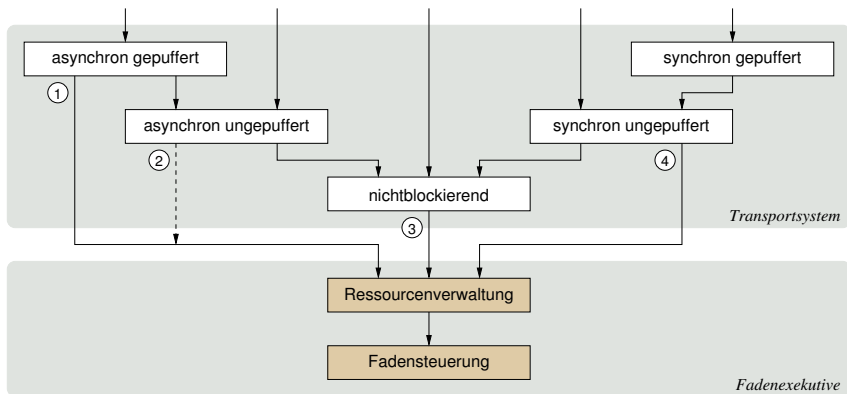 asynchron gepuffert
synchron gepuffert
1
asynchron ungepuffert
synchron ungepuffert
2
4
nichtblockierend
Transportsystem
3
Ressourcenverwaltung
Fadensteuerung
Fadenexekutive